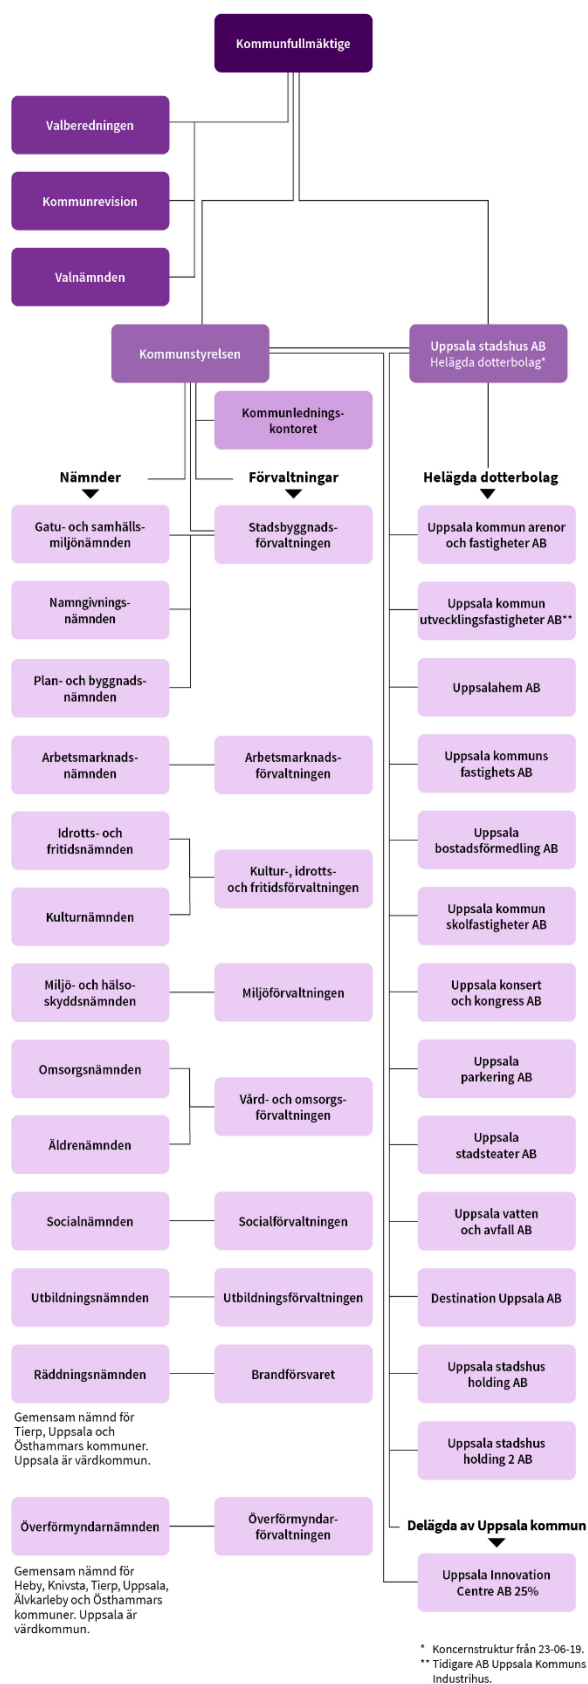 Kommunfullmäktige
Valberedningen
Kommunrevision
Valnämnden
Kommunstyrelsen
Uppsala stadshus AB
Helägda dotterbolag*
Kommunlednings-
kontoret
Nämnder
Förvaltningar
Helägda dotterbolag
Gatu- och samhälls-
miljönämnden
Stadsbyggnads-
förvaltningen
Uppsala kommun arenor
och fastigheter AB
Namngivnings-
nämnden
Uppsala kommun
utvecklingsfastigheter AB**
Plan- och byggnads-
nämnden
Uppsalahem AB
Arbetsmarknads-
nämnden
Arbetsmarknads-
förvaltningen
Uppsala kommuns
fastighets AB
Idrotts- och
fritidsnämnden
Kultur-, idrotts-
och fritidsförvaltningen
Uppsala
bostadsförmedling AB
Kulturnämnden
Uppsala kommun
skolfastigheter AB
Miljö- och hälso-
skyddsnämnden
Miljöförvaltningen
Uppsala konsert
och kongress AB
Omsorgsnämnden
Vård- och omsorgs-
förvaltningen
Uppsala
parkering AB
Äldrenämnden
Uppsala
stadsteater AB
Socialnämnden
Socialförvaltningen
Uppsala vatten
och avfall AB
Utbildningsnämnden
Utbildningsförvaltningen
Destination Uppsala AB
Räddningsnämnden
Brandförsvaret
Uppsala stadshus
holding AB
Gemensam nämnd för
Tierp, Uppsala och
Östhammars kommuner.
Uppsala är värdkommun.
Uppsala stadshus
holding 2 AB
Överförmyndarnämnden
Överförmyndar-
förvaltningen
Delägda av Uppsala kommun
Gemensam nämnd för
Heby, Knivsta, Tierp, Uppsala,
Älvkarleby och Östhammars
kommuner. Uppsala är
värdkommun.
Uppsala Innovation
Centre AB 25%
* Koncernstruktur från 23-06-19.
** Tidigare AB Uppsala Kommuns
Industrihus.